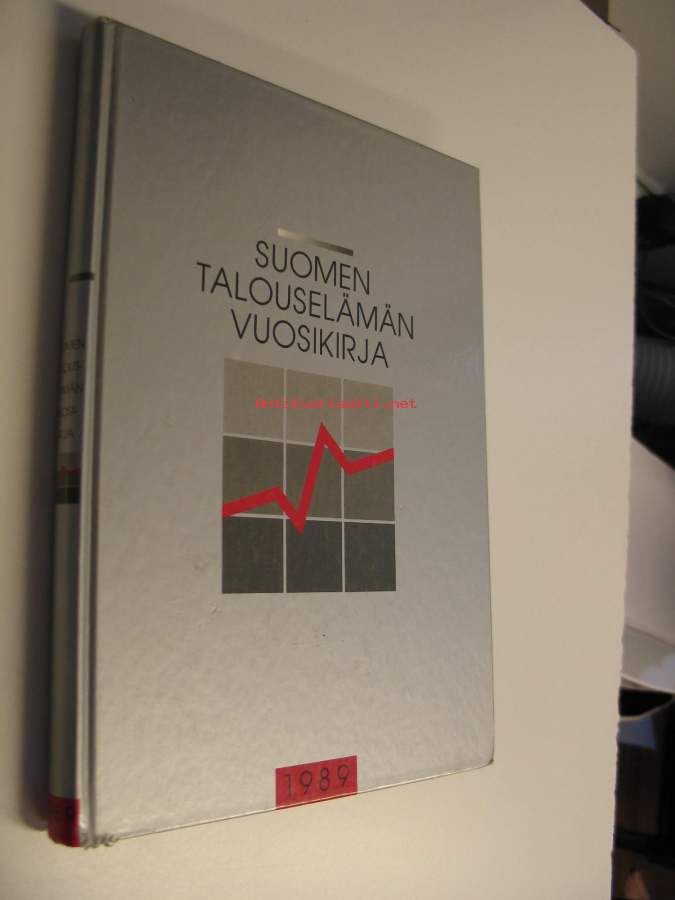 SUOMEN
TALOUSELÄMÄN
VUOSIKIRJA
antikvariaatti.net
1989